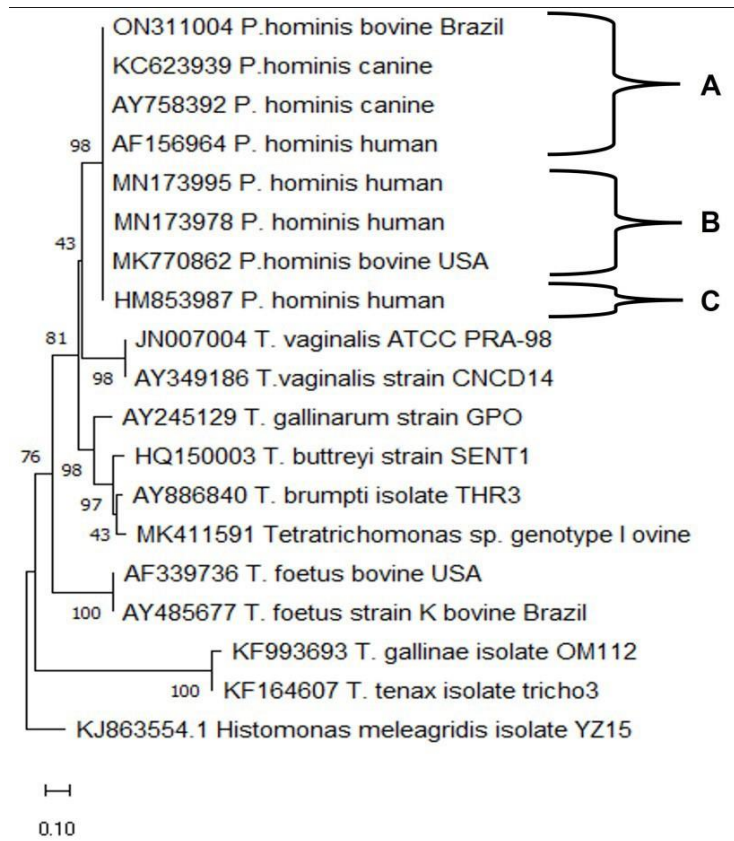 ON311004 P.hominis bovine Brazil
KC623939 P.hominis canine
A
AY758392 P. hominis canine
98
AF156964 P. hominis human
MN173995 P. hominis human
MN173978 P. hominis human
B
43
MK770862 P.hominis bovine USA
HM853987 P. hominis human
C
81
JN007004 T. vaginalis ATCC PRA-98
98
AY349186 T.vaginalis strain CNCD14
AY245129 T. gallinarum strain GPO
76
HQ150003 T. buttreyi strain SENT1
98
AY886840 T. brumpti isolate THR3
97
43
MK411591 Tetratrichomonas sp. genotype I ovine
AF339736 T. foetus bovine USA
100
AY485677 T. foetus strain K bovine Brazil
KF993693 T. gallinae isolate OM112
100
KF164607 T. tenax isolate tricho3
KJ863554.1 Histomonas meleagridis isolate YZ15
0.10